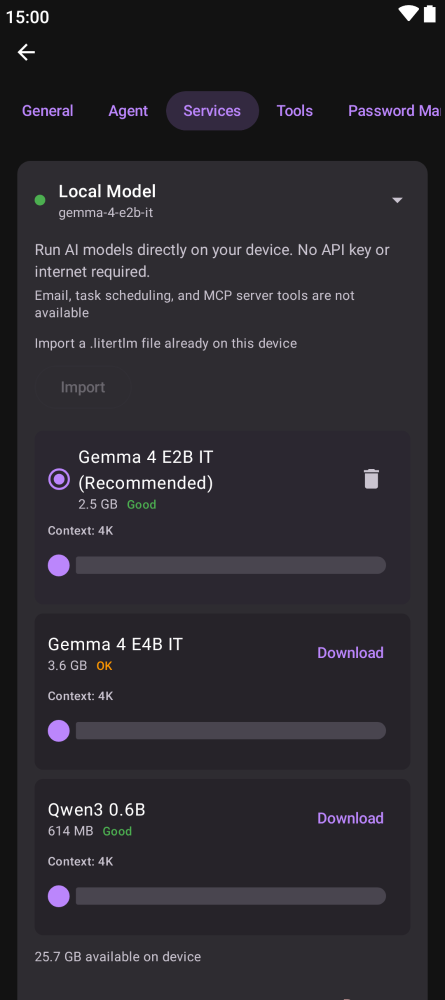 15:00
General Agent Services Tools Password Ma
Local Model
gemma-4-e2b-it
Run AI models directly on your device. No API key or
internet required.
Email, task scheduling, and MCP server tools are not
available
Import a .litertlm file already on this device
Import
Gemma 4 E2B IT
(Recommended)
2.5 GB Good
Context: 4K
Gemma 4 E4B IT
3.6 GB OK
Download
Context: 4K
Qwen3 0.6B
614 MB Good
Download
Context: 4K
25.7 GB available on device